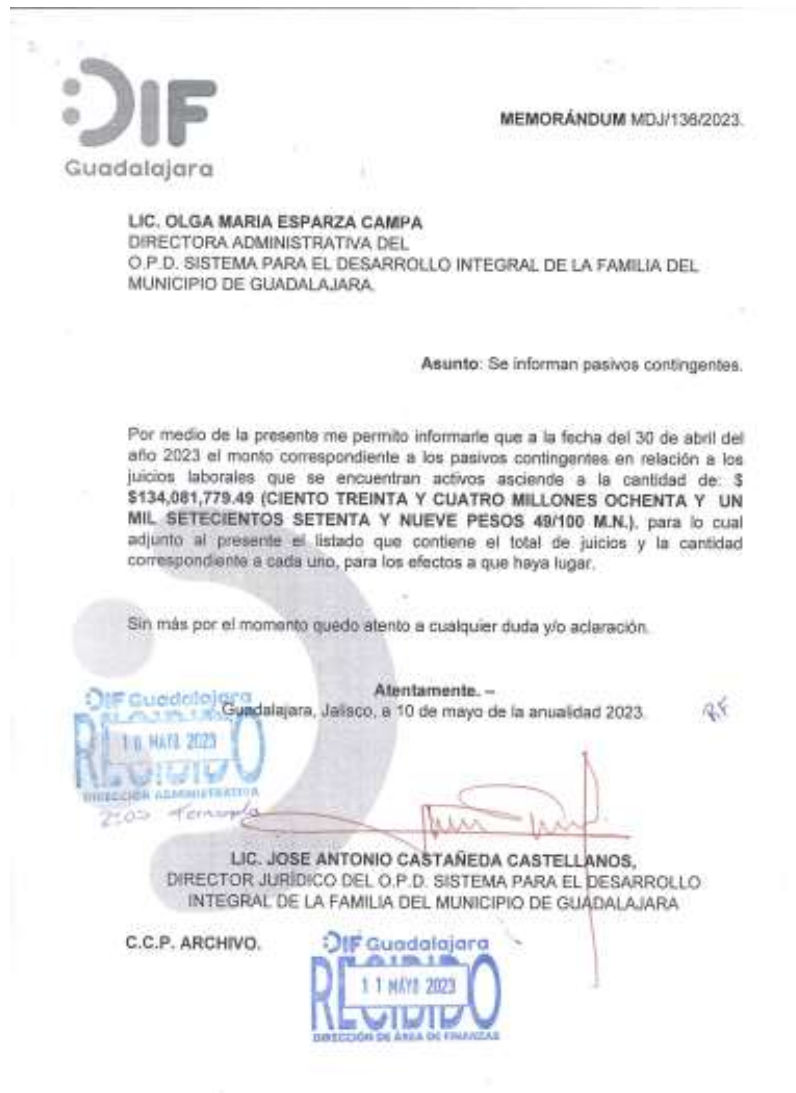 DIF
Guadalajara
MEMORÁNDUM MDJ/136/2023.
LIC. OLGA MARIA ESPARZA CAMPA
DIRECTORA ADMINISTRATIVA DEL
O.P.D. SISTEMA PARA EL DESARROLLO INTEGRAL DE LA FAMILIA DEL
MUNICIPIO DE GUADALAJARA.
Asunto: Se informan pasivos contingentes.
Por medio de la presente me permito informarle que a la fecha del 30 de abril del
año 2023 el monto correspondiente a los pasivos contingentes en relación a los
juicios laborales que se encuentran activos asciende a la cantidad de: $
$134,081,779.49 (CIENTO TREINTA Y CUATRO MILLONES OCHENTA Y UN
MIL SETECIENTOS SETENTA Y NUEVE PESOS 49/100 M.N.), para lo cual
adjunto al presente el listado que contiene el total de juicios y la cantidad
correspondiente a cada uno, para los efectos a que haya lugar.
Sin más por el momento quedo atento a cualquier duda y/o aclaración.
Atentamente. –
Guadalajara, Jalisco, a 10 de mayo de la anualidad 2023.
DIF Guadalajara
10 MAYO 2023
RECIBIDO
DIRECCIÓN ADMINISTRATIVA
LIC. JOSE ANTONIO CASTAÑEDA CASTELLANOS,
DIRECTOR JURÍDICO DEL O.P.D. SISTEMA PARA EL DESARROLLO
INTEGRAL DE LA FAMILIA DEL MUNICIPIO DE GUADALAJARA
C.C.P. ARCHIVO.
DIF Guadalajara
11 MAYO 2023
RECIBIDO
DIRECCIÓN DE ÁREA DE FINANZAS